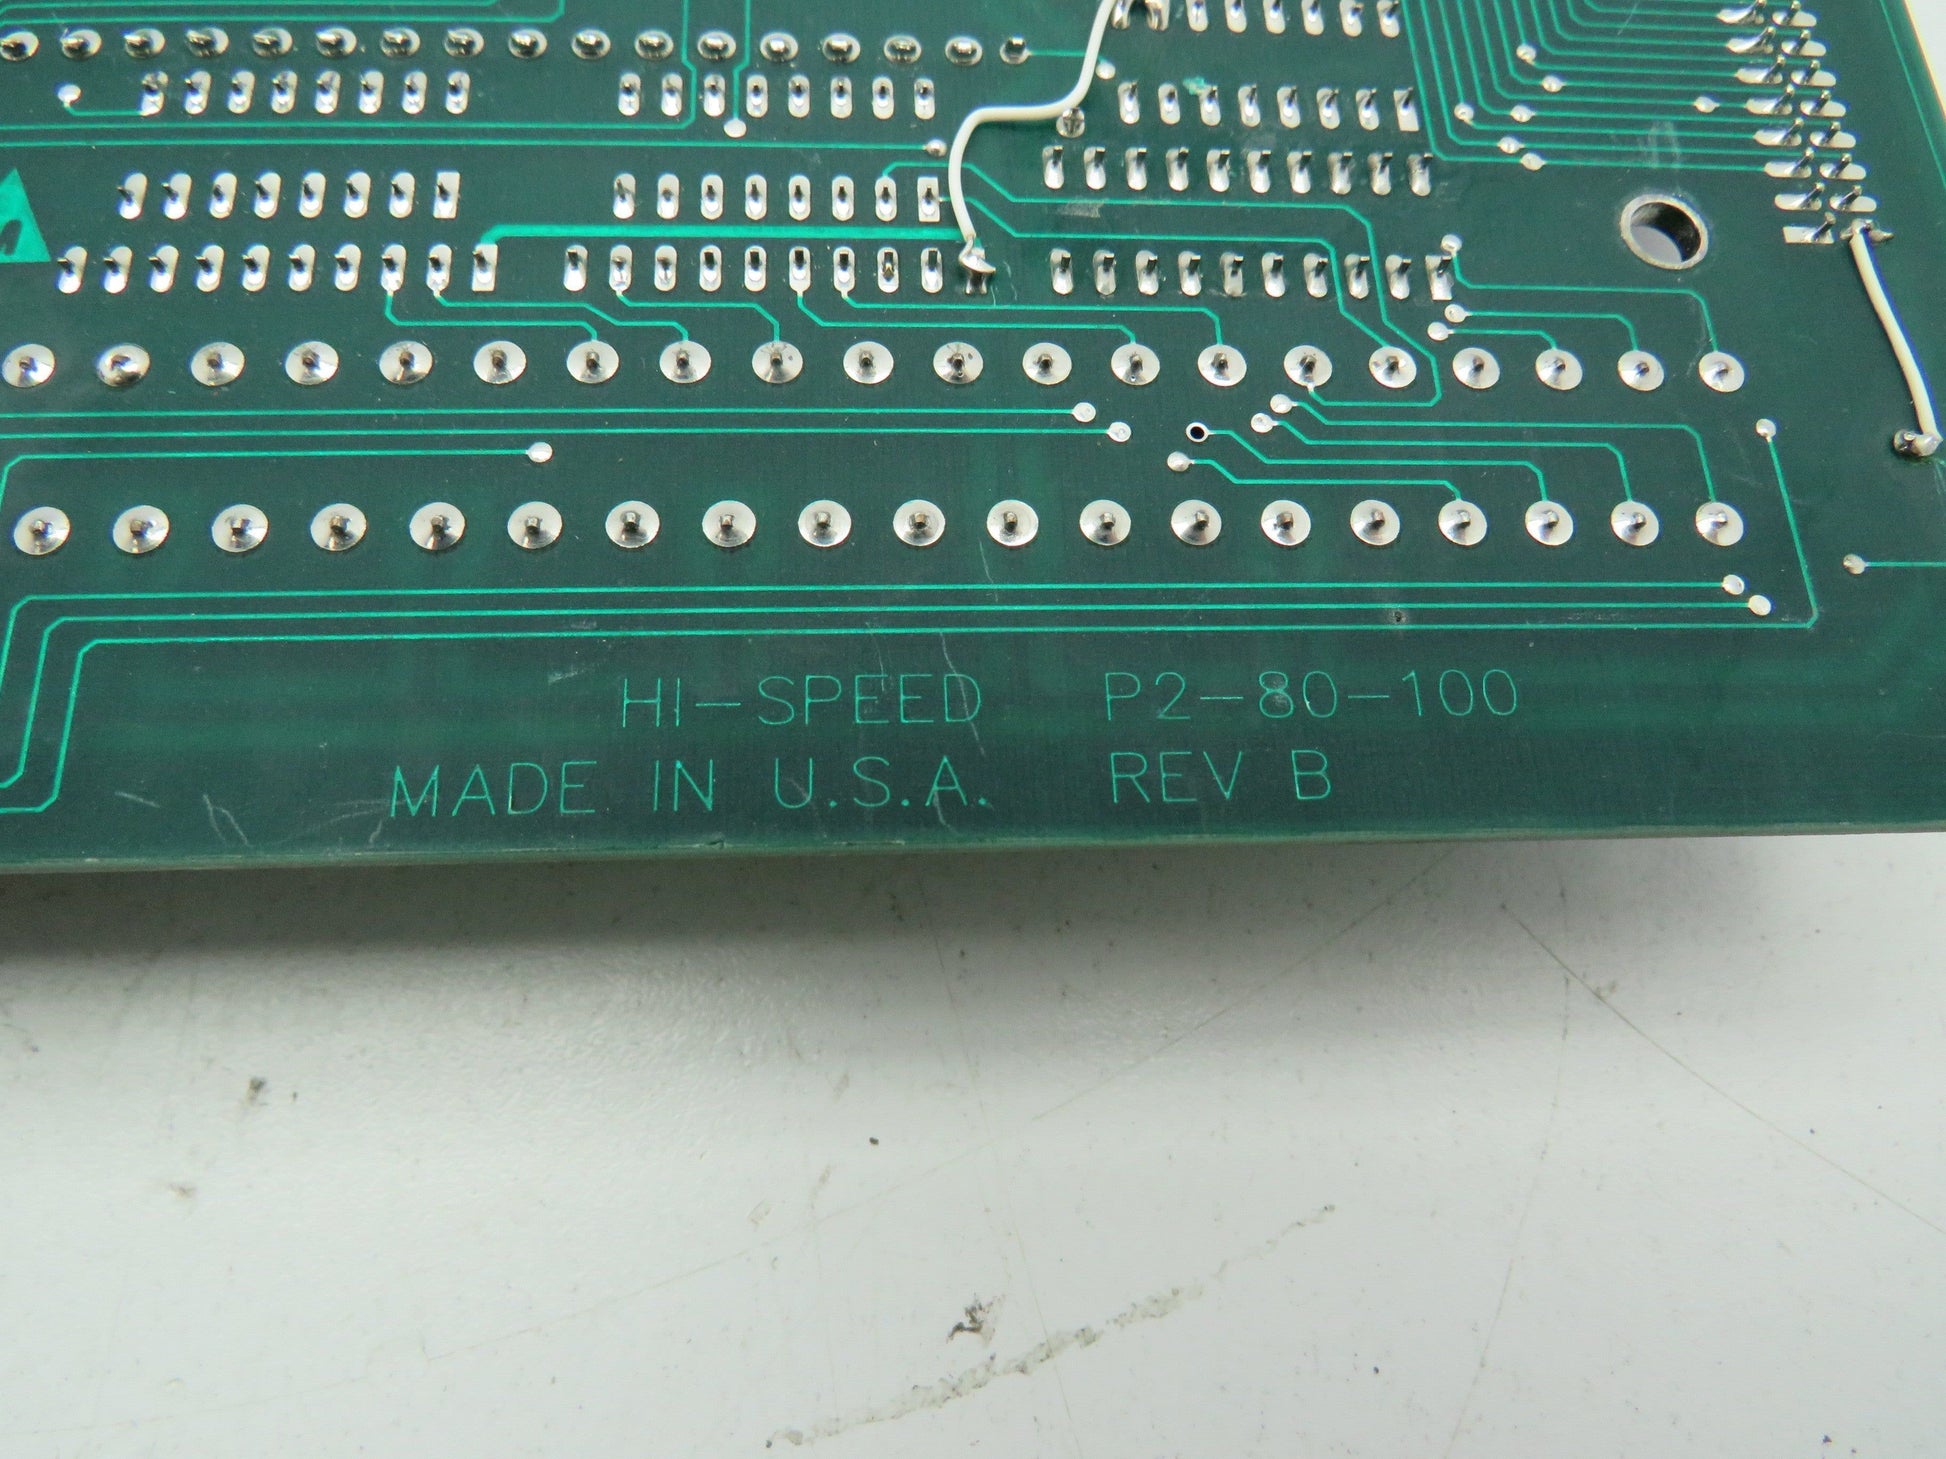 HI-SPEED P2-80-100
MADE IN U.S.A. REV B